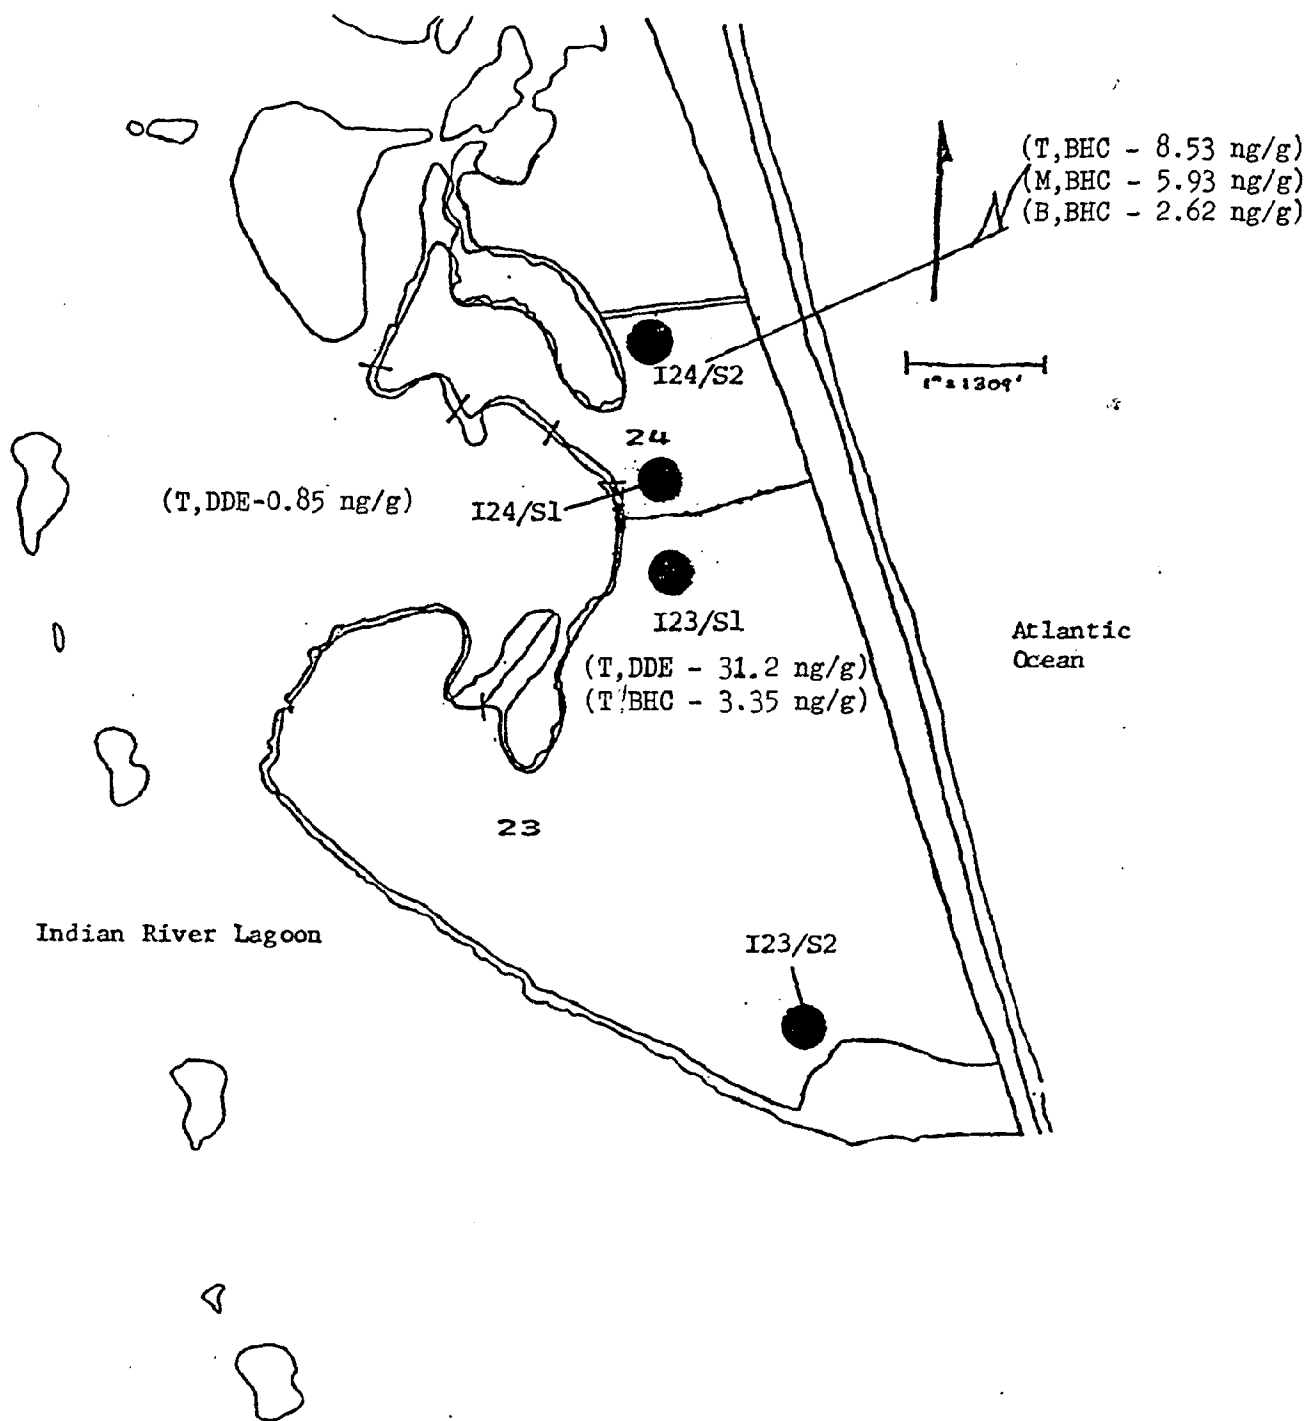 (T,BHC - 8.53 ng/g)
(M,BHC - 5.93 ng/g)
(B,BHC - 2.62 ng/g)
I24/S2
1"=1309'
24
(T,DDE-0.85 ng/g)
I24/S1
I23/S1
(T,DDE - 31.2 ng/g)
(T,BHC - 3.35 ng/g)
Atlantic
Ocean
23
Indian River Lagoon
I23/S2